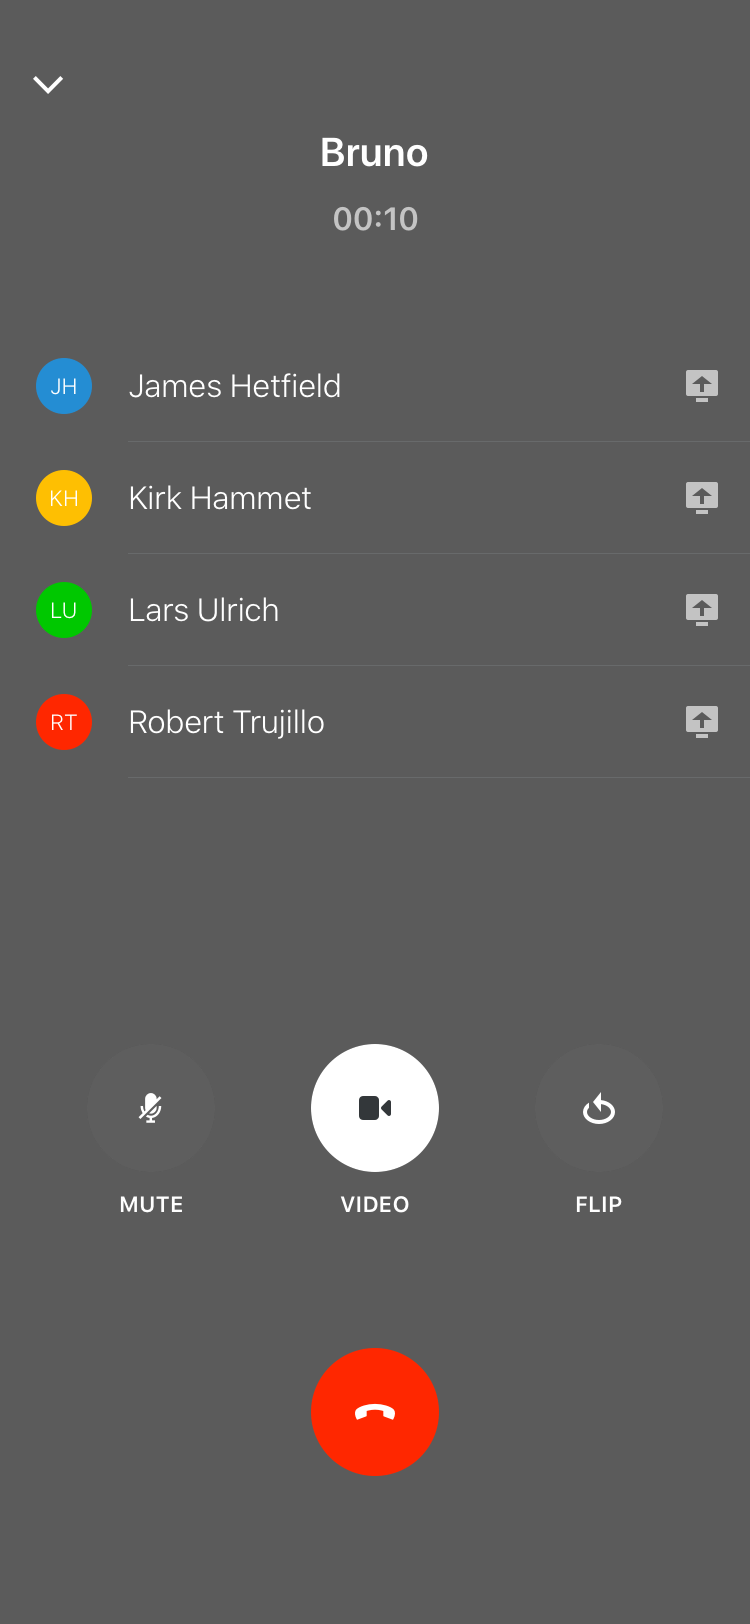 Bruno
00:10
JH James Hetfield
KH Kirk Hammet
LU Lars Ulrich
RT Robert Trujillo
MUTE VIDEO FLIP